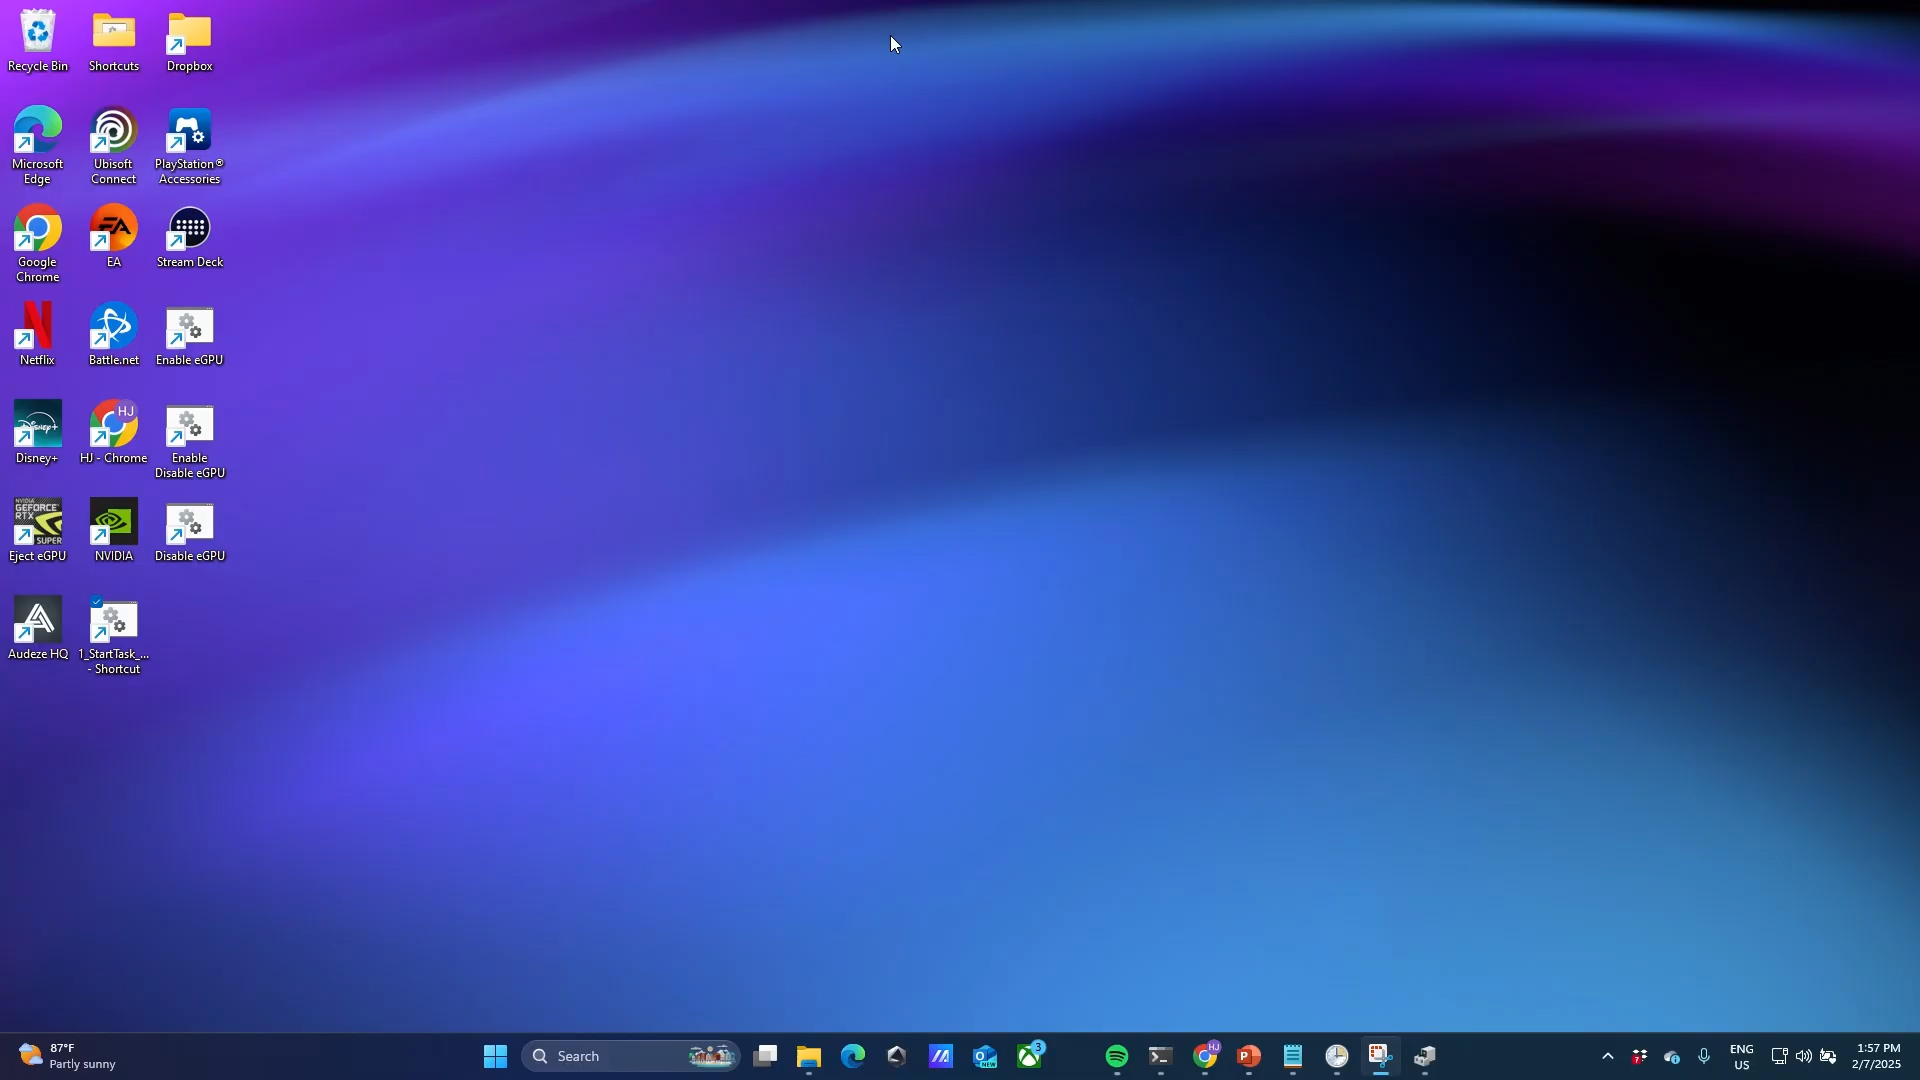 Recycle Bin
Shortcuts
Dropbox
Microsoft
Edge
Ubisoft
Connect
PlayStation®
Accessories
Google
Chrome
EA
Stream Deck
Netflix
Battle.net
Enable eGPU
Disney+
HJ - Chrome
Enable
Disable eGPU
Eject eGPU
NVIDIA
Disable eGPU
Audeze HQ
1_StartTask_...
- Shortcut
87°F
Partly sunny
Search
3
HJ
ENG
US
1:57 PM
2/7/2025